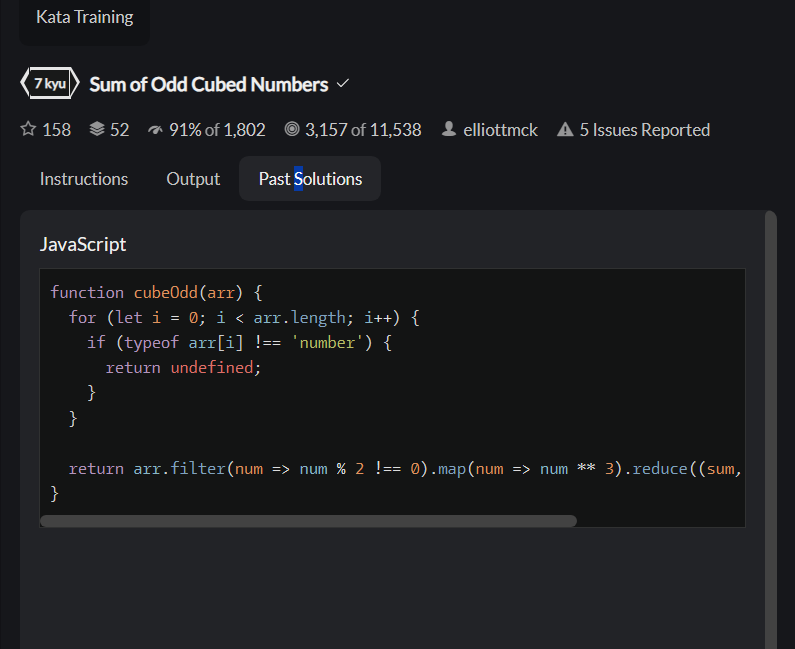 Kata Training
7 kyu Sum of Odd Cubed Numbers
158 52 91% of 1,802 3,157 of 11,538 elliottmck 5 Issues Reported
Instructions Output Past Solutions
JavaScript
function cubeOdd(arr) {
  for (let i = 0; i < arr.length; i++) {
    if (typeof arr[i] !== 'number') {
      return undefined;
    }
  }

  return arr.filter(num => num % 2 !== 0).map(num => num ** 3).reduce((sum,
}